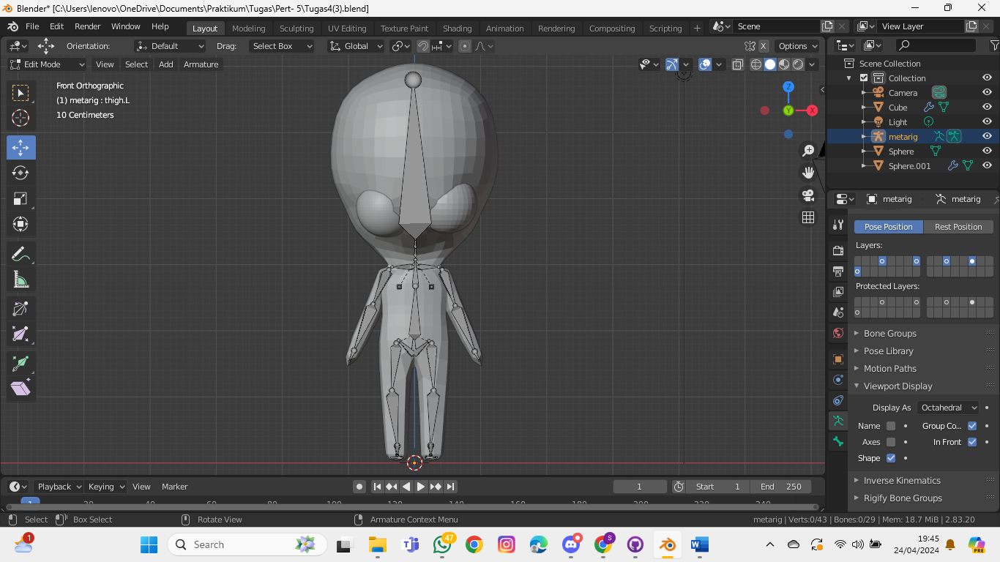 Blender* [C:\Users\lenovo\OneDrive\Documents\Praktikum\Tugas\Pert- 5\Tugas4(3).blend]
File Edit Render Window Help Layout Modeling Sculpting UV Editing Texture Paint Shading Animation Rendering Compositing Scripting + Scene View Layer
Orientation: Default Drag: Select Box Global X Options
Edit Mode View Select Add Armature
Scene Collection
Collection
Camera
Cube
Light
metarig
Sphere
Sphere.001
Front Orthographic
(1) metarig : thigh.L
10 Centimeters
Z
Y
X
metarig metarig
Pose Position Rest Position
Layers:
Protected Layers:
Bone Groups
Pose Library
Motion Paths
Viewport Display
Display As Octahedral
Name Group Co...
Axes In Front
Shape
Inverse Kinematics
Rigify Bone Groups
Playback Keying View Marker 1 Start 1 End 250
1 20 40 60 80 100 120 140 160 180 200 220 240
Select Box Select Rotate View Armature Context Menu metarig | Verts:0/43 | Bones:0/29 | Mem: 18.7 MiB | 2.83.20
1 Search 47 S W PRE
19:45
24/04/2024